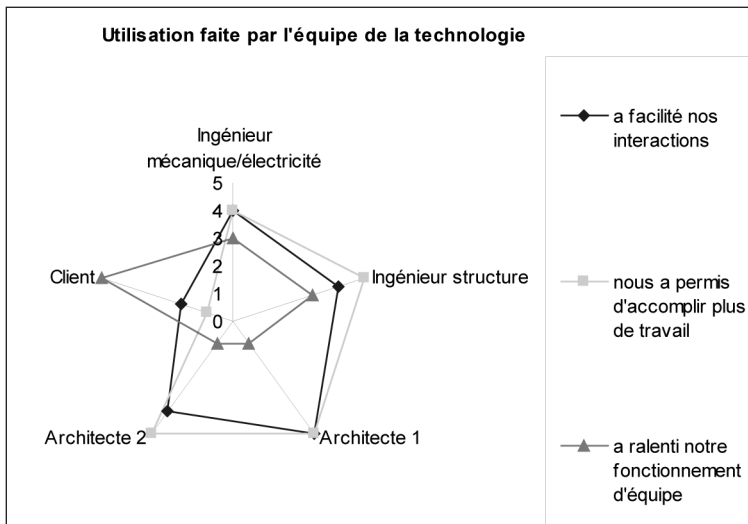 Utilisation faite par l'équipe de la technologie
Ingénieur
mécanique/électricité
5
4
3
2
1
0
Client
Ingénieur structure
Architecte 2
Architecte 1
a facilité nos
interactions
nous a permis
d'accomplir plus
de travail
a ralenti notre
fonctionnement
d'équipe